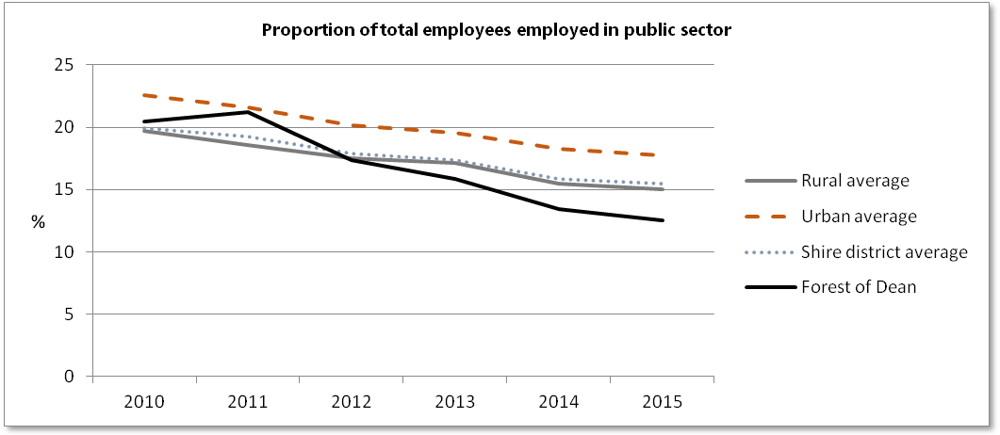 Proportion of total employees employed in public sector
25
20
15
%
10
5
0
2010 2011 2012 2013 2014 2015
Rural average
Urban average
Shire district average
Forest of Dean